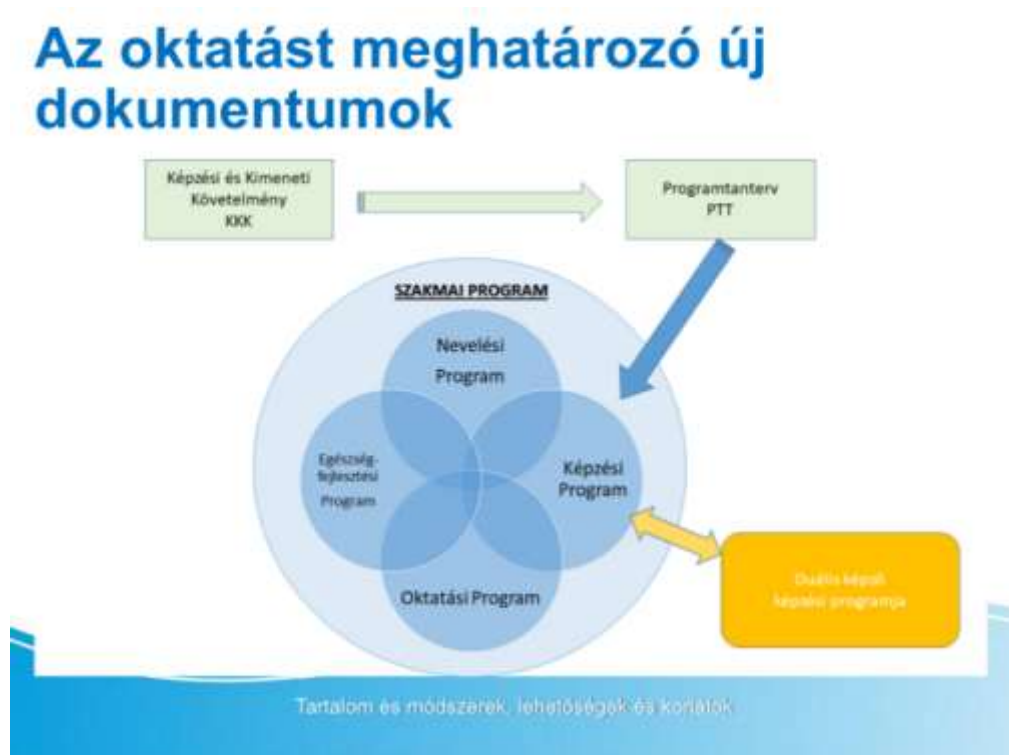 Az oktatást meghatározó új
dokumentumok
Képzési és Kimeneti
Követelmény
KKK
Programtanterv
PTT
SZAKMAI PROGRAM
Nevelési
Program
Egészség-
fejlesztési
Program
Képzési
Program
Oktatási Program
Duális képző
képzési programja
Tartalom és módszerek, lehetőségek és korlátok